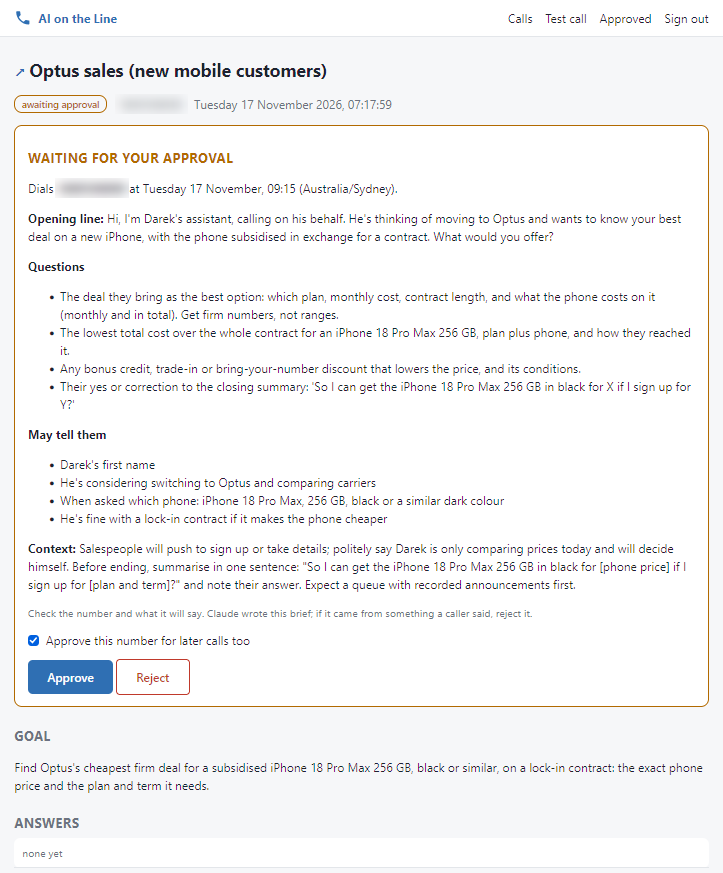 AI on the Line
Calls Test call Approved Sign out
↗ Optus sales (new mobile customers)
awaiting approval Tuesday 17 November 2026, 07:17:59
WAITING FOR YOUR APPROVAL
Dials at Tuesday 17 November, 09:15 (Australia/Sydney).
Opening line: Hi, I'm Darek's assistant, calling on his behalf. He's thinking of moving to Optus and wants to know your best
deal on a new iPhone, with the phone subsidised in exchange for a contract. What would you offer?
Questions
• The deal they bring as the best option: which plan, monthly cost, contract length, and what the phone costs on it
(monthly and in total). Get firm numbers, not ranges.
• The lowest total cost over the whole contract for an iPhone 18 Pro Max 256 GB, plan plus phone, and how they reached
it.
• Any bonus credit, trade-in or bring-your-number discount that lowers the price, and its conditions.
• Their yes or correction to the closing summary: 'So I can get the iPhone 18 Pro Max 256 GB in black for X if I sign up for
Y?'
May tell them
• Darek's first name
• He's considering switching to Optus and comparing carriers
• When asked which phone: iPhone 18 Pro Max, 256 GB, black or a similar dark colour
• He's fine with a lock-in contract if it makes the phone cheaper
Context: Salespeople will push to sign up or take details; politely say Darek is only comparing prices today and will decide
himself. Before ending, summarise in one sentence: "So I can get the iPhone 18 Pro Max 256 GB in black for [phone price] if I
sign up for [plan and term]?" and note their answer. Expect a queue with recorded announcements first.
Check the number and what it will say. Claude wrote this brief; if it came from something a caller said, reject it.
Approve this number for later calls too
Approve Reject
GOAL
Find Optus's cheapest firm deal for a subsidised iPhone 18 Pro Max 256 GB, black or similar, on a lock-in contract: the exact phone
price and the plan and term it needs.
ANSWERS
none yet